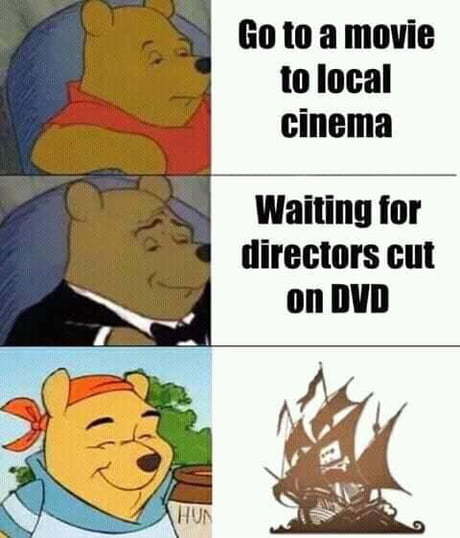 Go to a movie
to local
cinema
Waiting for
directors cut
on DVD
HUN